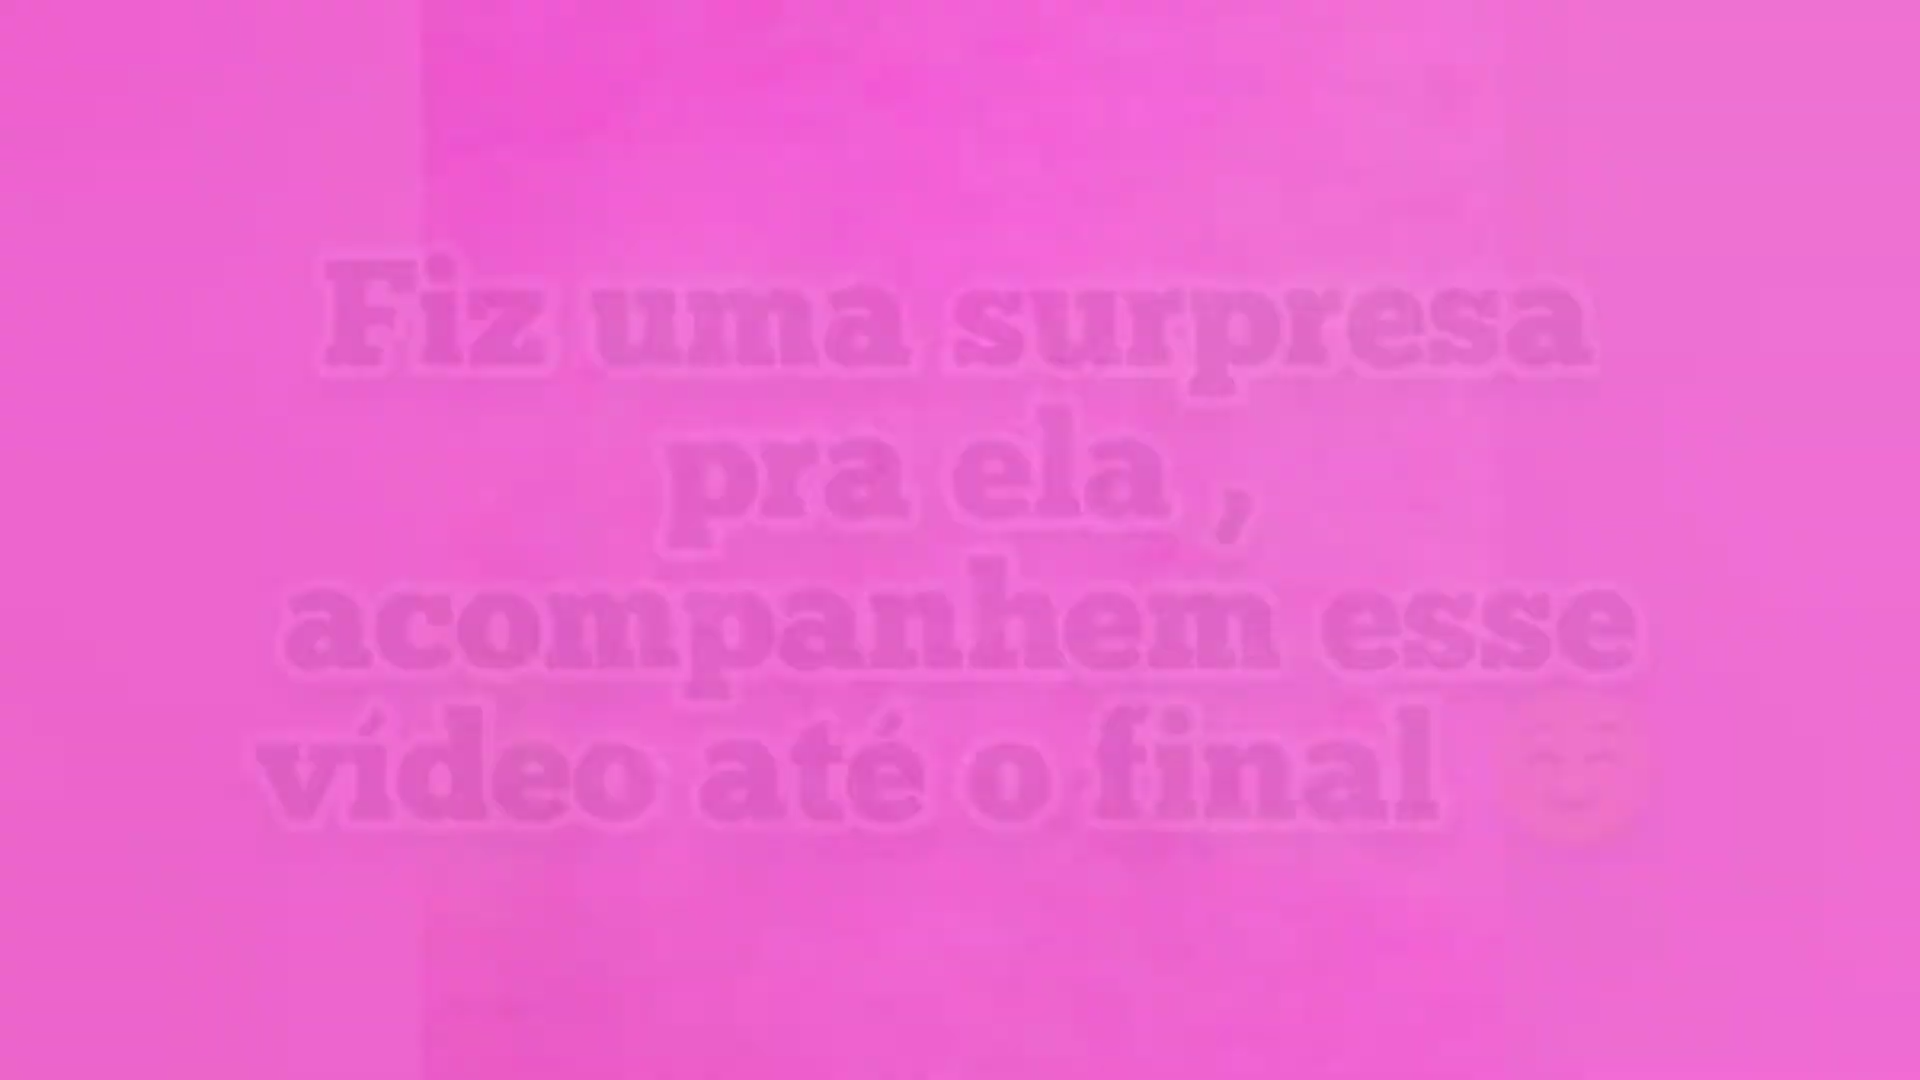 Fiz uma surpresa
pra ela ,
acompanhem esse
vídeo até o final 😊